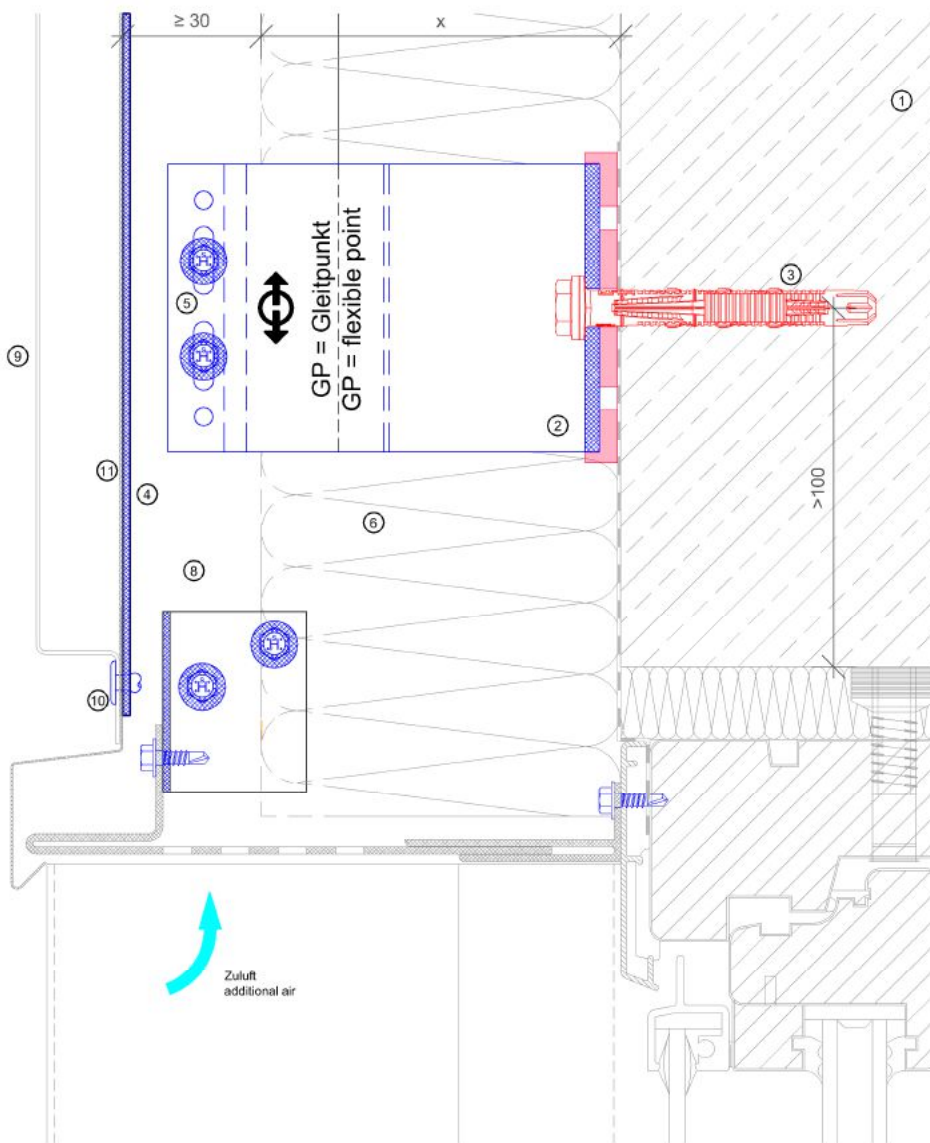 ≥ 30
x
1
3
5
GP = Gleitpunkt
GP = flexible point
9
2
11
4
>100
6
8
10
Zuluft
additional air